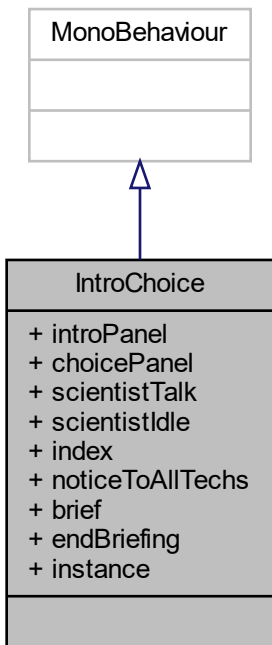 MonoBehaviour
IntroChoice
+ introPanel
+ choicePanel
+ scientistTalk
+ scientistIdle
+ index
+ noticeToAllTechs
+ brief
+ endBriefing
+ instance